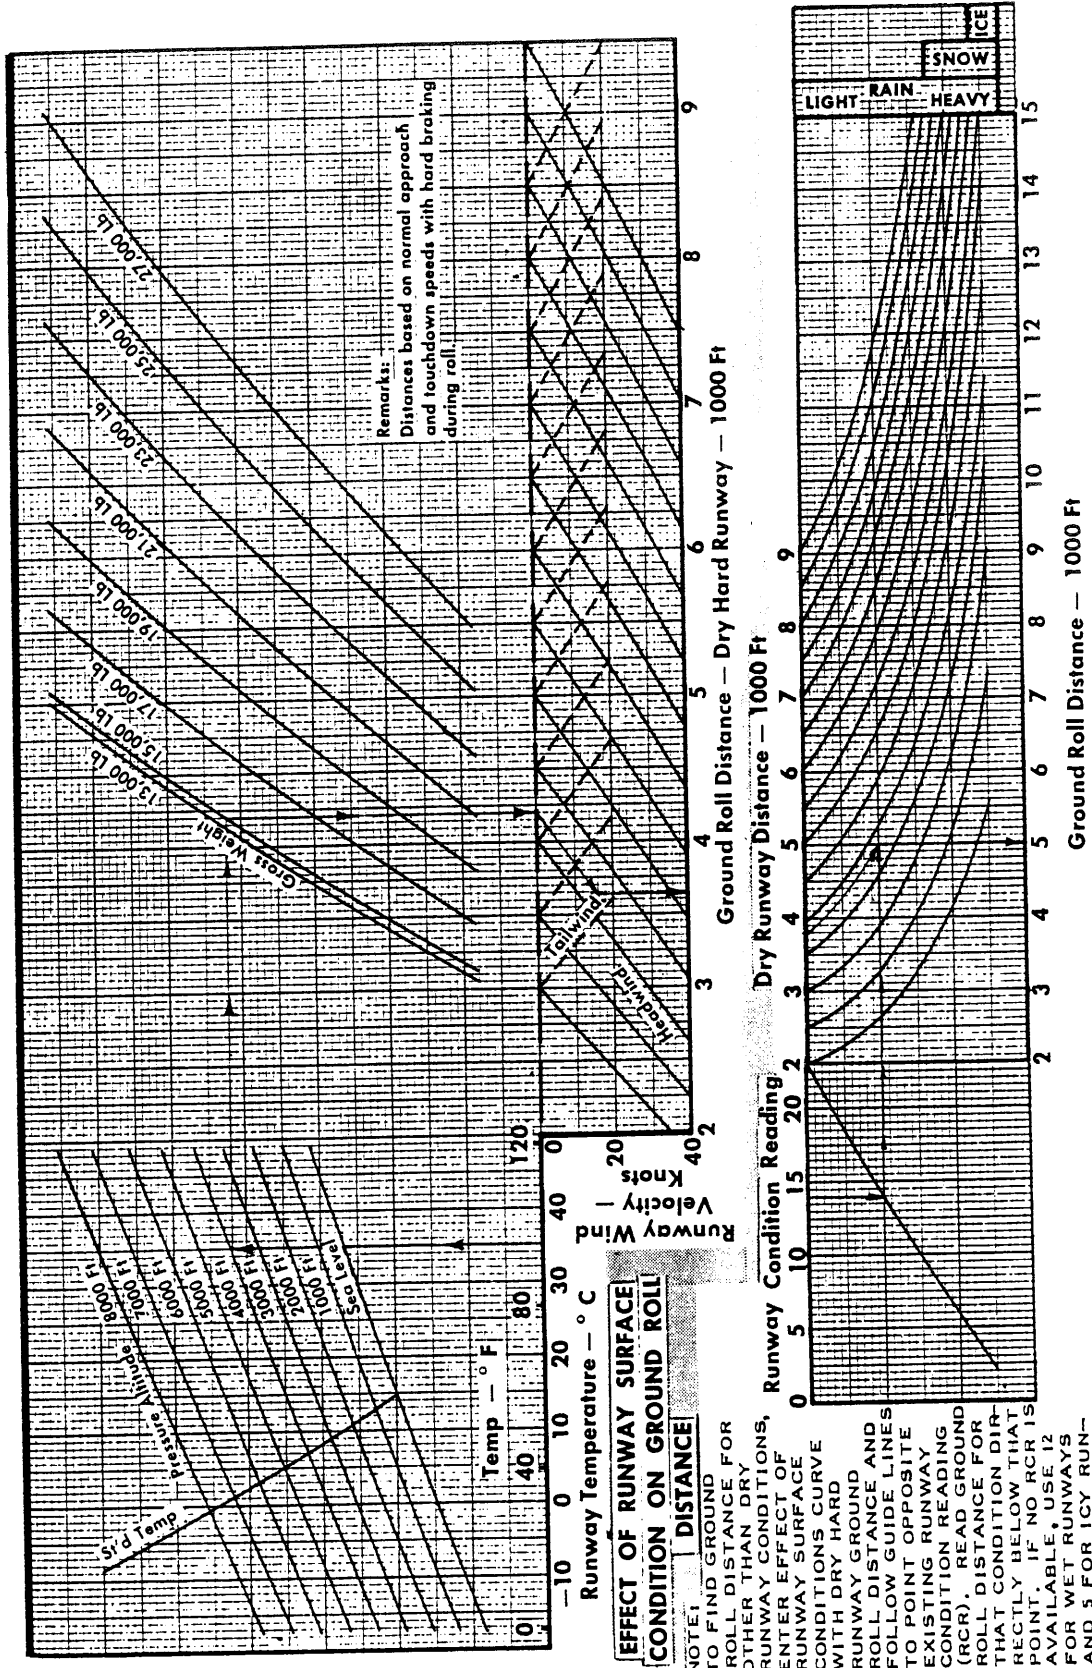 13,000 Lb
15,000 Lb
17,000 Lb
19,000 Lb
21,000 Lb
23,000 Lb
25,000 Lb
27,000 Lb
Gross Weight
Remarks:
Distances based on normal approach
and touchdown speeds with hard braking
during roll.
8000 Ft
7000 Ft
6000 Ft
5000 Ft
4000 Ft
3000 Ft
2000 Ft
1000 Ft
Sea Level
Pressure Altitude
St'd Temp
Temp — ° F
0 40 80 120
−10 0 10 20 30 40
Runway Temperature — ° C
0
20
40
Runway Wind
Velocity —
Knots
Tailwind
Headwind
2 3 4 5 6 7 8 9
Ground Roll Distance — Dry Hard Runway — 1000 Ft
EFFECT OF RUNWAY SURFACE
CONDITION ON GROUND ROLL
DISTANCE
NOTE:
TO FIND GROUND
ROLL DISTANCE FOR
OTHER THAN DRY
RUNWAY CONDITIONS,
ENTER EFFECT OF
RUNWAY SURFACE
CONDITIONS CURVE
WITH DRY HARD
RUNWAY GROUND
ROLL DISTANCE AND
FOLLOW GUIDE LINES
TO POINT OPPOSITE
EXISTING RUNWAY
CONDITION READING
(RCR). READ GROUND
ROLL DISTANCE FOR
THAT CONDITION DIR-
RECTLY BELOW THAT
POINT. IF NO RCR IS
AVAILABLE, USE 12
FOR WET RUNWAYS
AND 5 FOR ICY RUN-
Runway Condition Reading
0 5 10 15 20
Dry Runway Distance — 1000 Ft
2 3 4 5 6 7 8 9
LIGHT RAIN HEAVY
SNOW
ICE
2 3 4 5 6 7 8 9 10 11 12 13 14 15
Ground Roll Distance — 1000 Ft